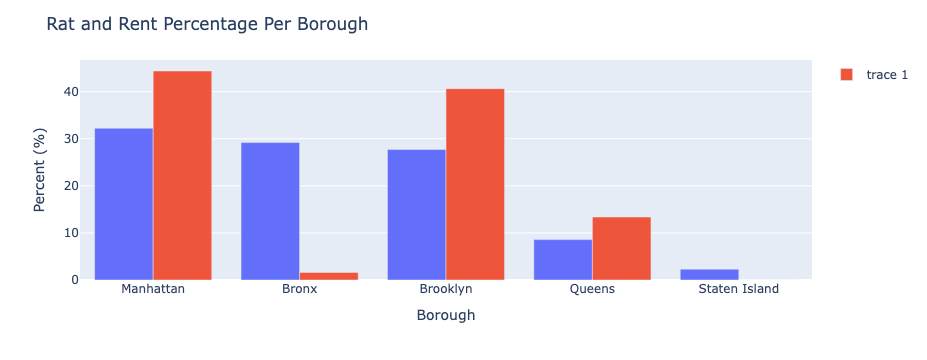 Rat and Rent Percentage Per Borough
trace 1
Percent (%)
40
30
20
10
0
Manhattan Bronx Brooklyn Queens Staten Island
Borough